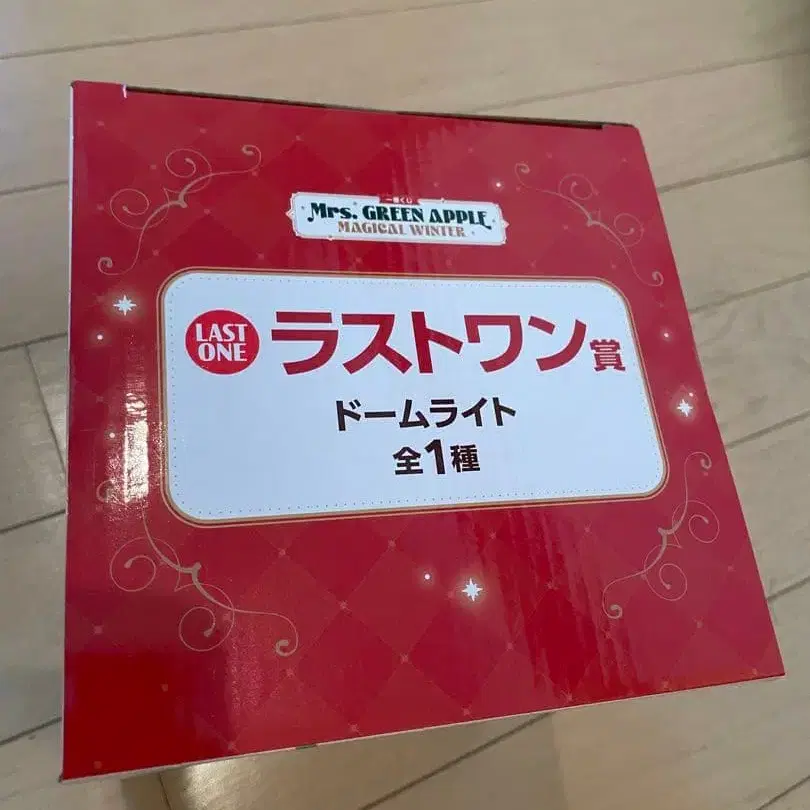 一番くじ
Mrs. GREEN APPLE
MAGICAL WINTER
LAST
ONE
ラストワン賞
ドームライト
全1種